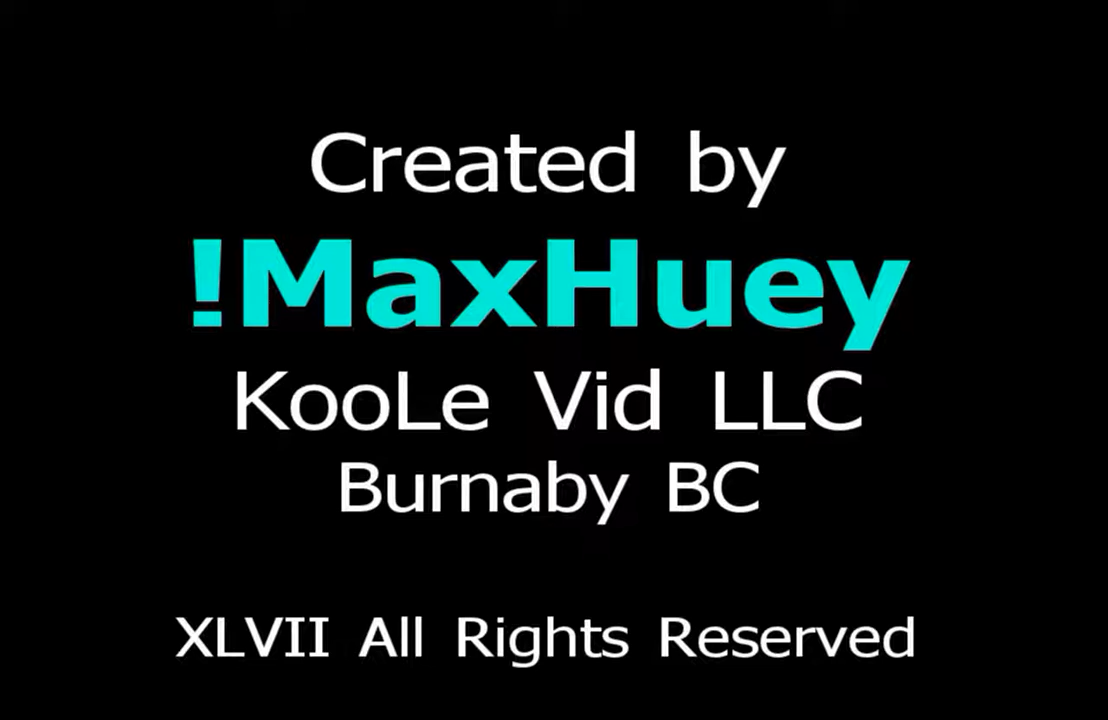 Created by
!MaxHuey
KooLe Vid LLC
Burnaby BC
XLVII All Rights Reserved